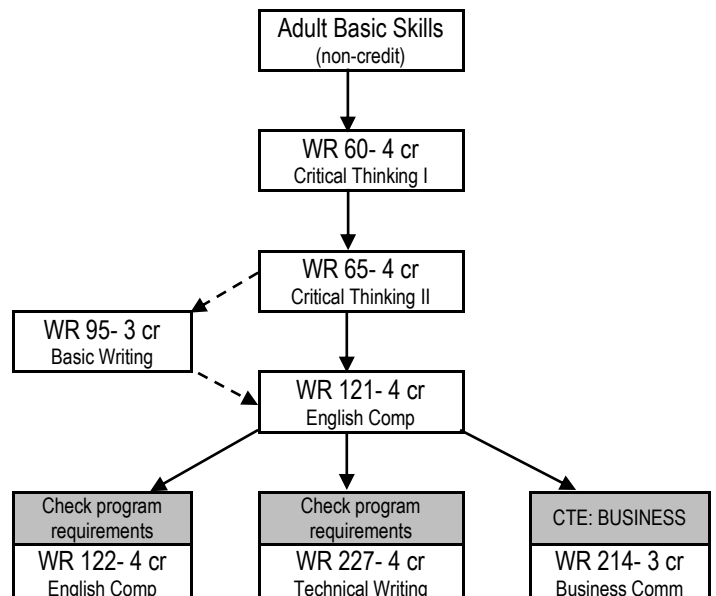 Adult Basic Skills
(non-credit)
WR 60- 4 cr
Critical Thinking I
WR 65- 4 cr
Critical Thinking II
WR 95- 3 cr
Basic Writing
WR 121- 4 cr
English Comp
Check program
requirements
WR 122- 4 cr
English Comp
Check program
requirements
WR 227- 4 cr
Technical Writing
CTE: BUSINESS
WR 214- 3 cr
Business Comm